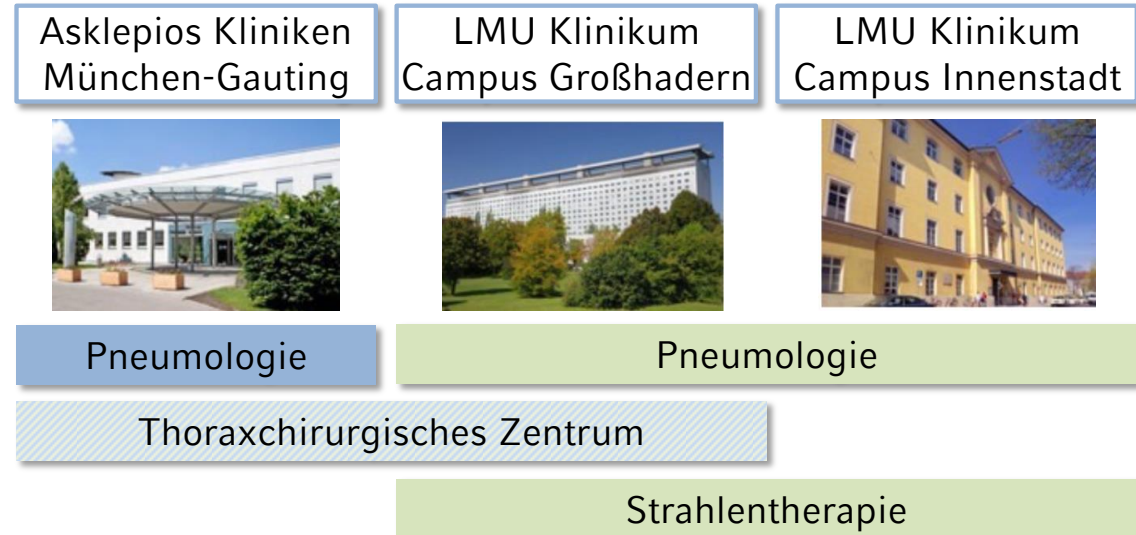 Asklepios Kliniken
München-Gauting
LMU Klinikum
Campus Großhadern
LMU Klinikum
Campus Innenstadt
Pneumologie
Pneumologie
Thoraxchirurgisches Zentrum
Strahlentherapie